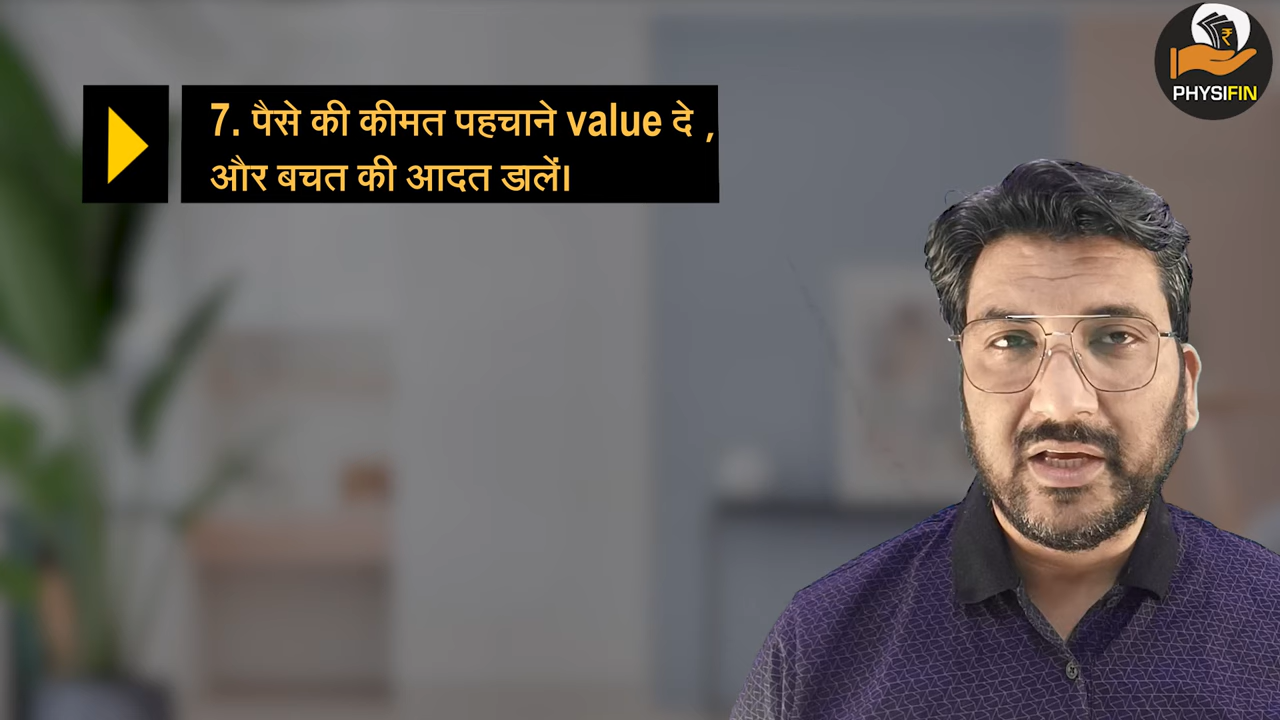 7. पैसे की कीमत पहचाने value दे ,
और बचत की आदत डालें।
₹
PHYSIFIN